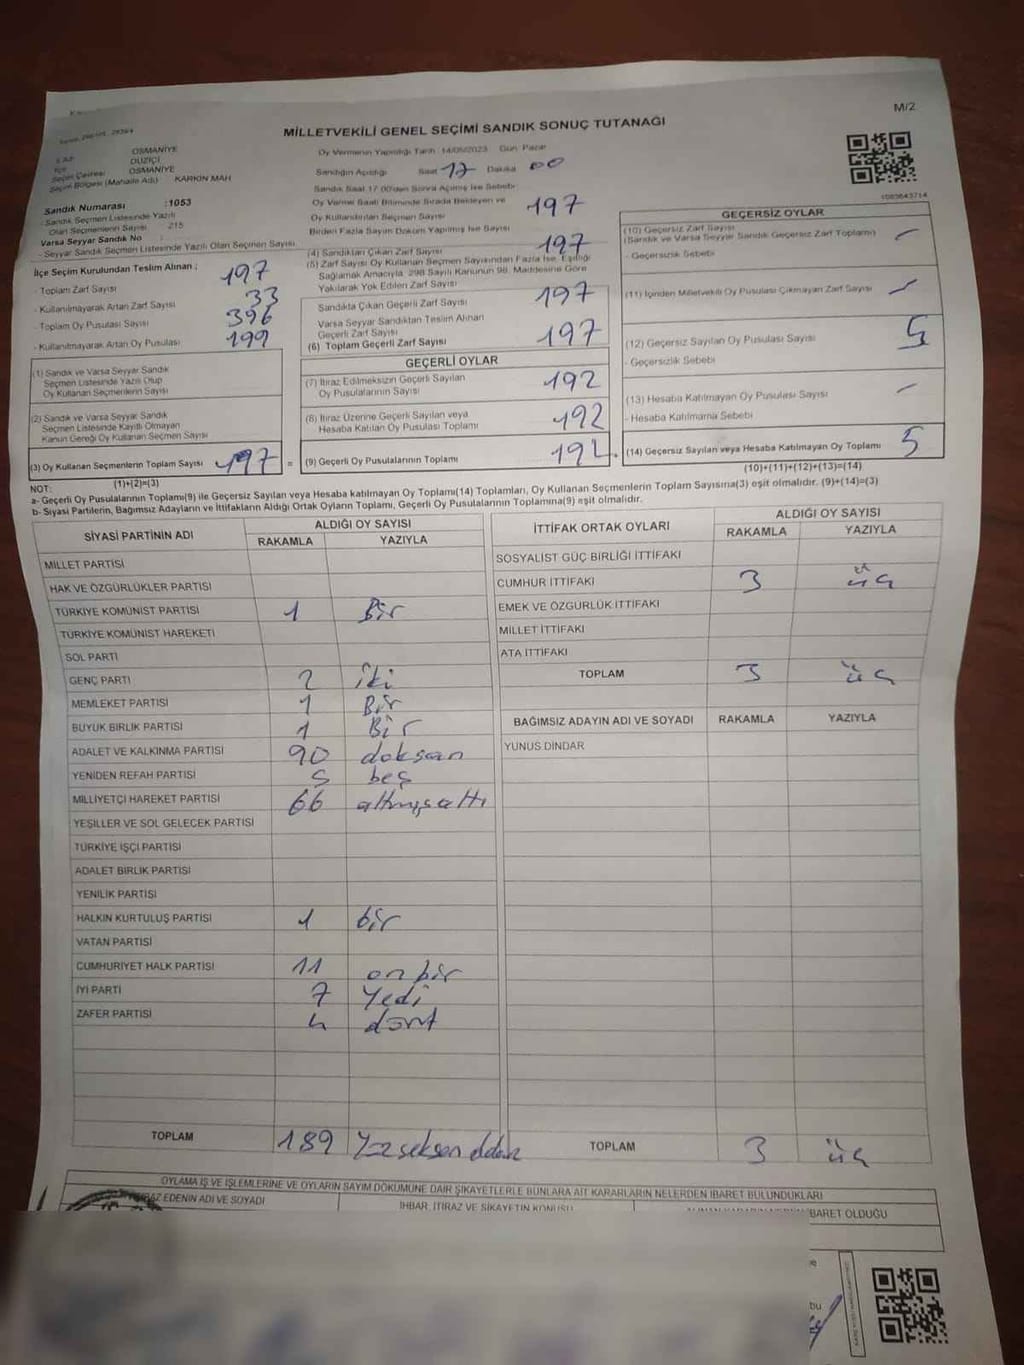 M/2
MİLLETVEKİLİ GENEL SEÇİMİ SANDIK SONUÇ TUTANAĞI
OSMANİYE
İlçe DÜZİÇİ
Seçim Çevresi OSMANİYE
Seçim Bölgesi (Mahalle Adı) KARKIN MAH
Sandık Numarası :1053
- Sandık Seçmen Listesinde Yazılı
Olan Seçmenlerin Sayısı : 215
Varsa Seyyar Sandık No :
- Seyyar Sandık Seçmen Listesinde Yazılı Olan Seçmen Sayısı
İlçe Seçim Kurulundan Teslim Alınan ;
- Toplam Zarf Sayısı 197
- Kullanılmayarak Artan Zarf Sayısı 33
- Toplam Oy Pusulası Sayısı 396
- Kullanılmayarak Artan Oy Pusulası 199
(1) Sandık ve Varsa Seyyar Sandık
Seçmen Listesinde Yazılı Olup
Oy Kullanan Seçmen Sayısı
(2) Sandık ve Varsa Seyyar Sandık
Seçmen Listesinde Kayıtlı Olmayan
Kanun Gereği Oy Kullanan Seçmen Sayısı
(3) Oy Kullanan Seçmenlerin Toplam Sayısı 197 =
(1)+(2)=(3)
Oy Vermenin Yapıldığı Tarih : 14/05/2023 Gün : Pazar
Sandığın Açıldığı Saat 17 Dakika 00
Sandık Saat 17.00'den Sonra Açılmış İse Sebebi
Oy Verme Saati Bitiminde Sırada Bekleyen ve
Oy Kullandırılan Seçmen Sayısı 197
Birden Fazla Sayım Döküm Yapılmış İse Sayısı
(4) Sandıktan Çıkan Zarf Sayısı 197
(5) Zarf Sayısı Oy Kullanan Seçmen Sayısından Fazla İse, Eşitliği
Sağlamak Amacıyla, 298 Sayılı Kanunun 98. Maddesine Göre
Yakılarak Yok Edilen Zarf Sayısı
Sandıkta Çıkan Geçerli Zarf Sayısı 197
Varsa Seyyar Sandıktan Teslim Alınan
Geçerli Zarf Sayısı
(6) Toplam Geçerli Zarf Sayısı 197
GEÇERLİ OYLAR
(7) İtiraz Edilmeksizin Geçerli Sayılan
Oy Pusulalarının Sayısı 192
(8) İtiraz Üzerine Geçerli Sayılan veya
Hesaba Katılan Oy Pusulası Toplamı 192
(9) Geçerli Oy Pusulalarının Toplamı 192 +
1083643714
GEÇERSİZ OYLAR
(10) Geçersiz Zarf Sayısı
(Sandık ve Varsa Seyyar Sandık Geçersiz Zarf Toplamı) -
- Geçersizlik Sebebi
(11) İçinden Milletvekili Oy Pusulası Çıkmayan Zarf Sayısı -
(12) Geçersiz Sayılan Oy Pusulası Sayısı 5
- Geçersizlik Sebebi
(13) Hesaba Katılmayan Oy Pusulası Sayısı -
- Hesaba Katılmama Sebebi
(14) Geçersiz Sayılan veya Hesaba Katılmayan Oy Toplamı 5
(10)+(11)+(12)+(13)=(14)
NOT:
a- Geçerli Oy Pusulalarının Toplamı(9) ile Geçersiz Sayılan veya Hesaba katılmayan Oy Toplamı(14) Toplamları, Oy Kullanan Seçmenlerin Toplam Sayısına(3) eşit olmalıdır. (9)+(14)=(3)
b- Siyasi Partilerin, Bağımsız Adayların ve İttifakların Aldığı Ortak Oyların Toplamı, Geçerli Oy Pusulalarının Toplamına(9) eşit olmalıdır.
SİYASİ PARTİNİN ADI ALDIĞI OY SAYISI
RAKAMLA YAZIYLA
MİLLET PARTİSİ
HAK VE ÖZGÜRLÜKLER PARTİSİ
TÜRKİYE KOMÜNİST PARTİSİ 1 Bir
TÜRKİYE KOMÜNİST HAREKETİ
SOL PARTİ
GENÇ PARTİ 2 iki
MEMLEKET PARTİSİ 1 Bir
BÜYÜK BİRLİK PARTİSİ 1 Bir
ADALET VE KALKINMA PARTİSİ 90 doksan
YENİDEN REFAH PARTİSİ 5 beş
MİLLİYETÇİ HAREKET PARTİSİ 66 altmışaltı
YEŞİLLER VE SOL GELECEK PARTİSİ
TÜRKİYE İŞÇİ PARTİSİ
ADALET BİRLİK PARTİSİ
YENİLİK PARTİSİ
HALKIN KURTULUŞ PARTİSİ 1 bir
VATAN PARTİSİ
CUMHURİYET HALK PARTİSİ 11 onbir
İYİ PARTİ 7 Yedi
ZAFER PARTİSİ 4 dört
TOPLAM 189
İTTİFAK ORTAK OYLARI ALDIĞI OY SAYISI
RAKAMLA YAZIYLA
SOSYALİST GÜÇ BİRLİĞİ İTTİFAKI
CUMHUR İTTİFAKI 3 üç
EMEK VE ÖZGÜRLÜK İTTİFAKI
MİLLET İTTİFAKI
ATA İTTİFAKI
TOPLAM 3 üç
BAĞIMSIZ ADAYIN ADI VE SOYADI RAKAMLA YAZIYLA
YUNUS DİNDAR
TOPLAM 3 üç
OYLAMA İŞ VE İŞLEMLERİNE VE OYLARIN SAYIM DÖKÜMÜNE DAİR ŞİKAYETLERLE BUNLARA AİT KARARLARIN NELERDEN İBARET BULUNDUKLARI
EDENİN ADI VE SOYADI İHBAR, İTİRAZ VE ŞİKAYETİN KONUSU İBARET OLDUĞU